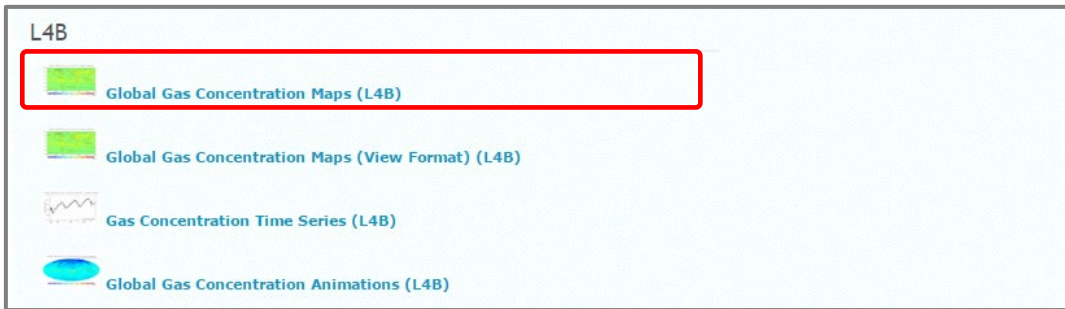 L4B
Global Gas Concentration Maps (L4B)
Global Gas Concentration Maps (View Format) (L4B)
Gas Concentration Time Series (L4B)
Global Gas Concentration Animations (L4B)